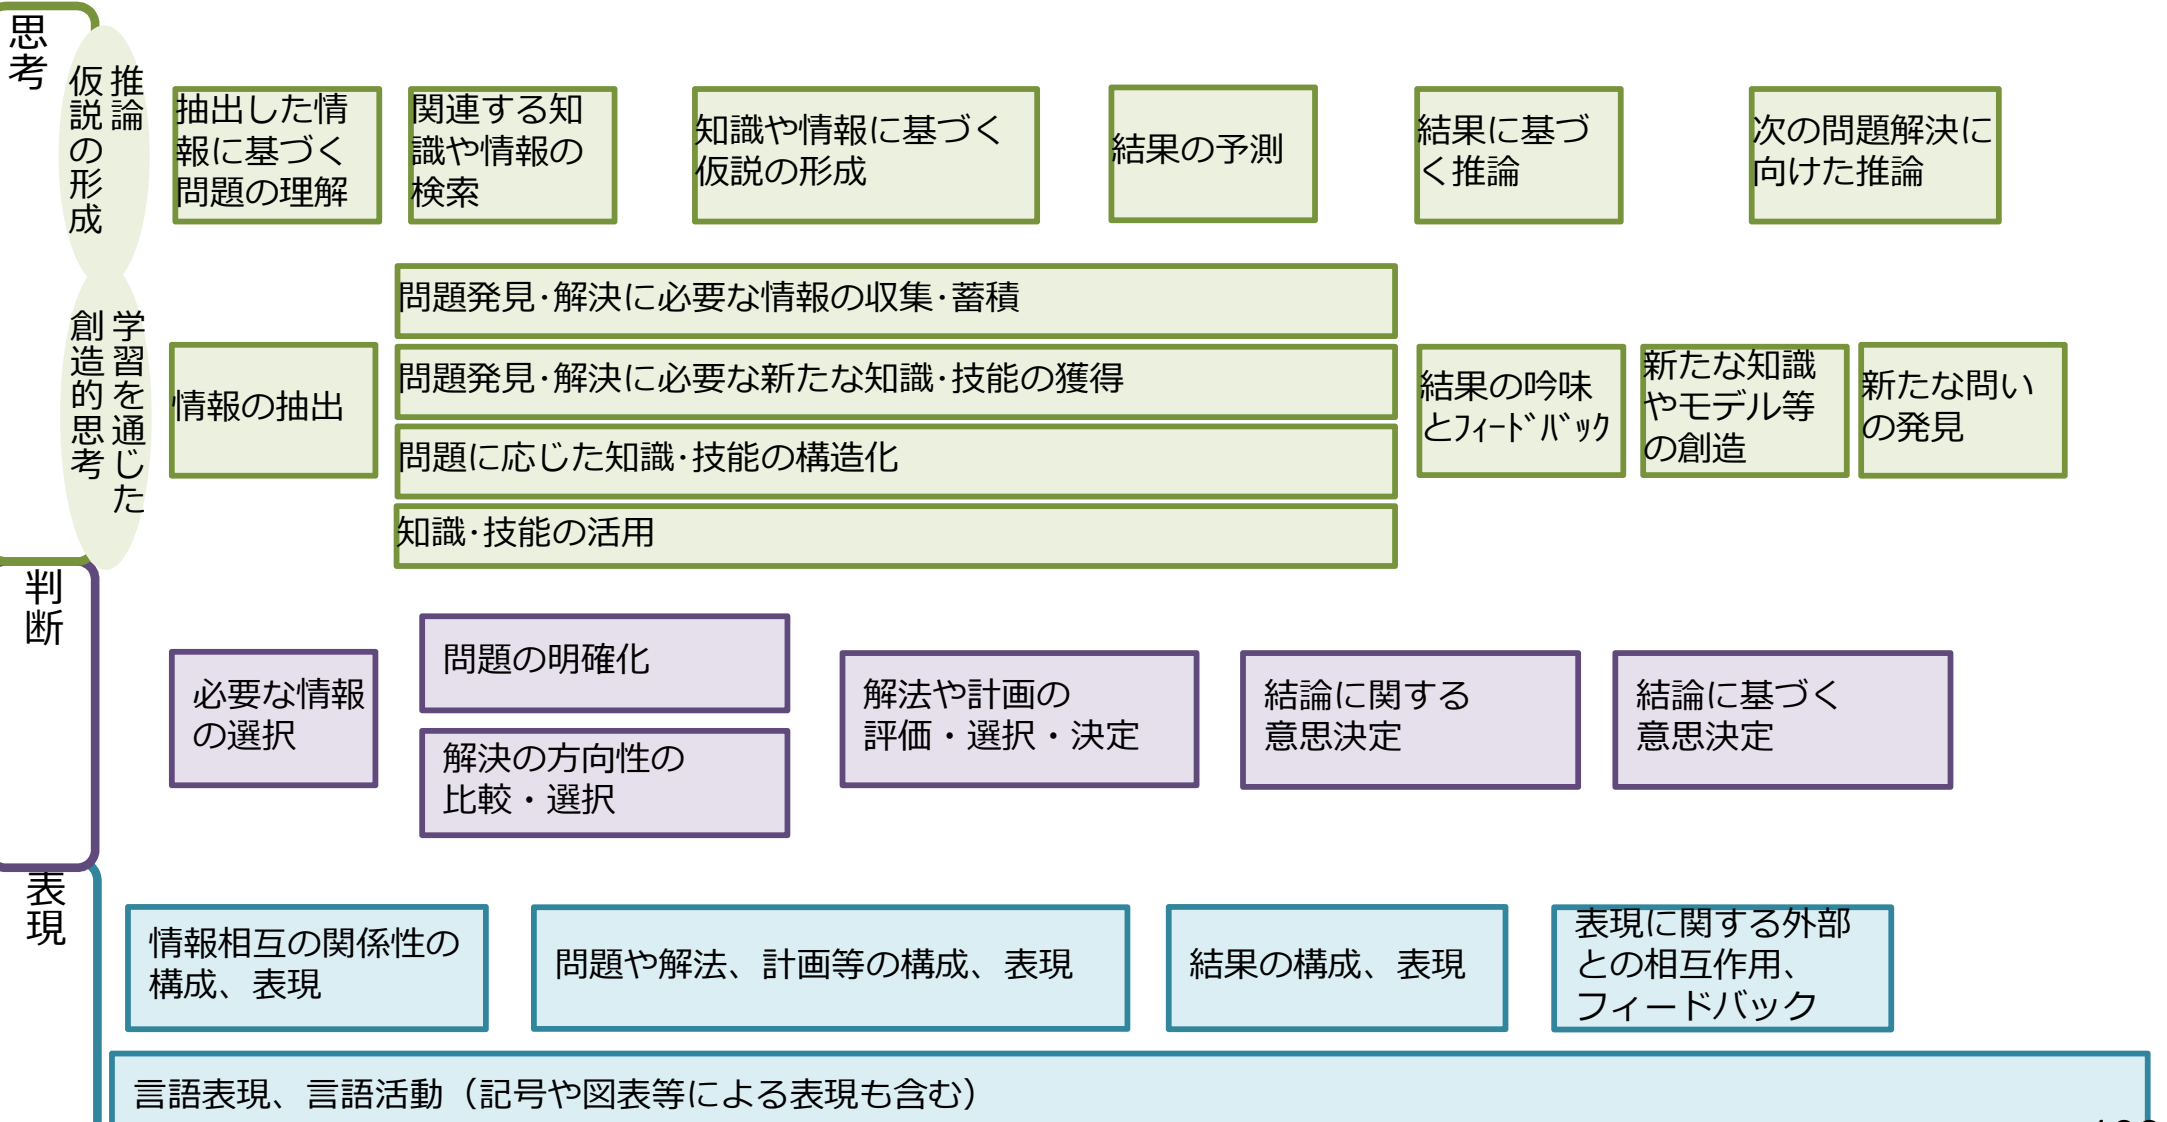 思考
推論
仮説の形成
抽出した情
報に基づく
問題の理解
関連する知
識や情報の
検索
知識や情報に基づく
仮説の形成
結果の予測
結果に基づ
く推論
次の問題解決に
向けた推論
学習を通じた
創造的思考
情報の抽出
問題発見･解決に必要な情報の収集･蓄積
問題発見･解決に必要な新たな知識･技能の獲得
問題に応じた知識･技能の構造化
知識･技能の活用
結果の吟味
とﾌｨｰﾄﾞﾊﾞｯｸ
新たな知識
やモデル等
の創造
新たな問い
の発見
判断
必要な情報
の選択
問題の明確化
解決の方向性の
比較・選択
解法や計画の
評価・選択・決定
結論に関する
意思決定
結論に基づく
意思決定
表現
情報相互の関係性の
構成、表現
問題や解法、計画等の構成、表現
結果の構成、表現
表現に関する外部
との相互作用、
フィードバック
言語表現、言語活動（記号や図表等による表現も含む）